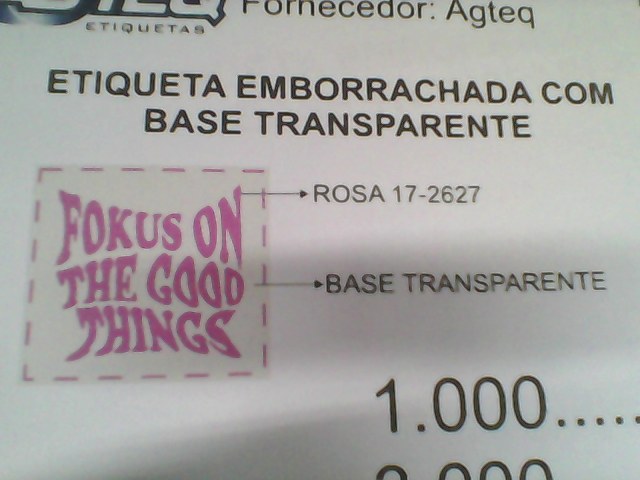 ETIQUETAS
Fornecedor: Agteq
ETIQUETA EMBORRACHADA COM
BASE TRANSPARENTE
FOKUS ON
THE GOOD
THINGS
ROSA 17-2627
BASE TRANSPARENTE
1.000.....